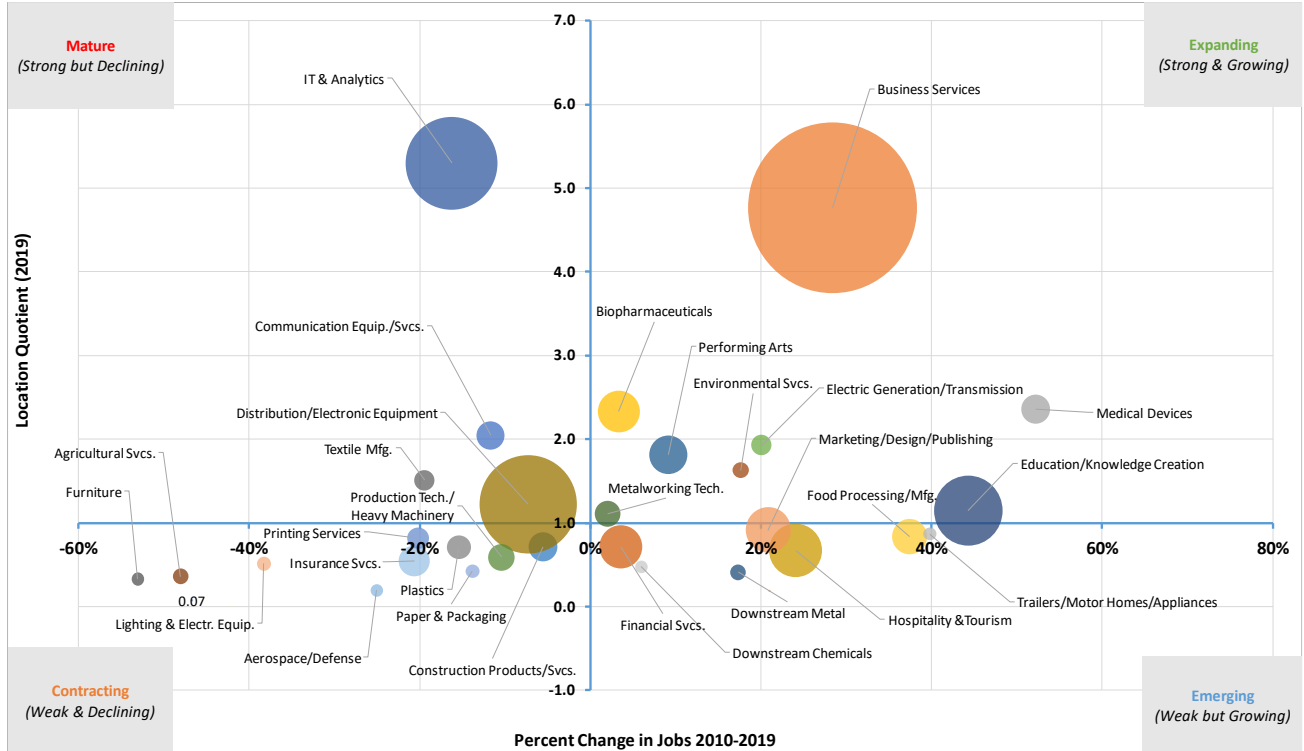 Mature
(Strong but Declining)
Expanding
(Strong & Growing)
7.0
6.0
5.0
4.0
3.0
2.0
1.0
0.0
-1.0
IT & Analytics
Business Services
Biopharmaceuticals
Communication Equip./Svcs.
Performing Arts
Environmental Svcs.
Electric Generation/Transmission
Distribution/Electronic Equipment
Medical Devices
Marketing/Design/Publishing
Textile Mfg.
Agricultural Svcs.
Education/Knowledge Creation
Furniture
Production Tech./
Heavy Machinery
Metalworking Tech.
Food Processing/Mfg.
Printing Services
-60%
-40%
-20%
0%
20%
40%
60%
80%
Insurance Svcs.
Plastics
0.07
Paper & Packaging
Lighting & Electr. Equip.
Financial Svcs.
Downstream Metal
Hospitality &Tourism
Trailers/Motor Homes/Appliances
Aerospace/Defense
Construction Products/Svcs.
Downstream Chemicals
Contracting
(Weak & Declining)
Emerging
(Weak but Growing)
Location Quotient (2019)
Percent Change in Jobs 2010-2019